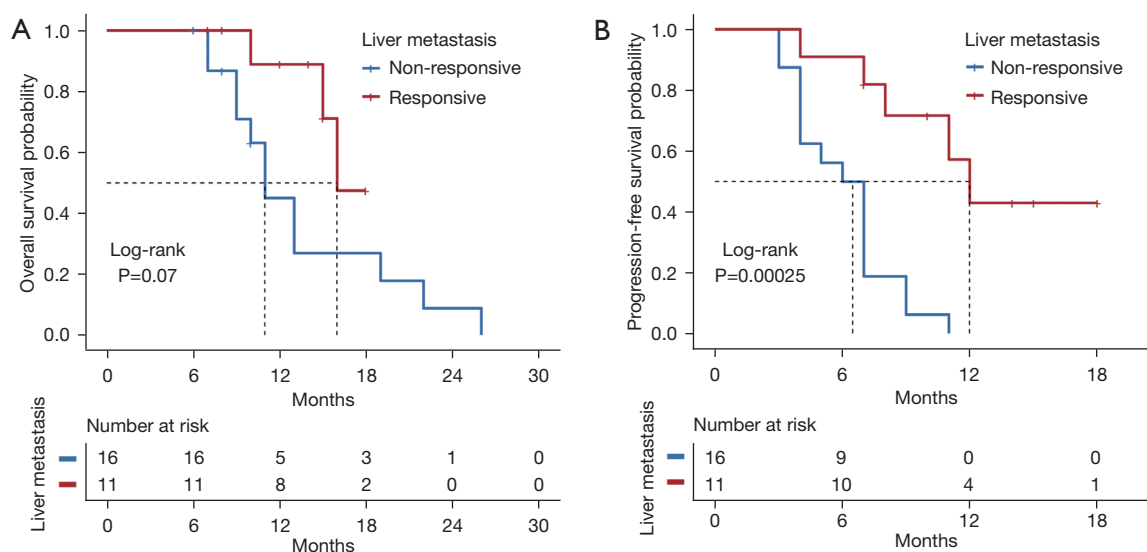 A
Overall survival probability
1.0
0.8
0.6
0.4
0.2
0.0
Liver metastasis
Non-responsive
Responsive
Log-rank
P=0.07
0 6 12 18 24 30
Months
Number at risk
Liver metastasis
16 16 5 3 1 0
11 11 8 2 0 0
0 6 12 18 24 30
Months
B
Progression-free survival probability
1.0
0.8
0.6
0.4
0.2
0.0
Liver metastasis
Non-responsive
Responsive
Log-rank
P=0.00025
0 6 12 18
Months
Number at risk
Liver metastasis
16 9 0 0
11 10 4 1
0 6 12 18
Months